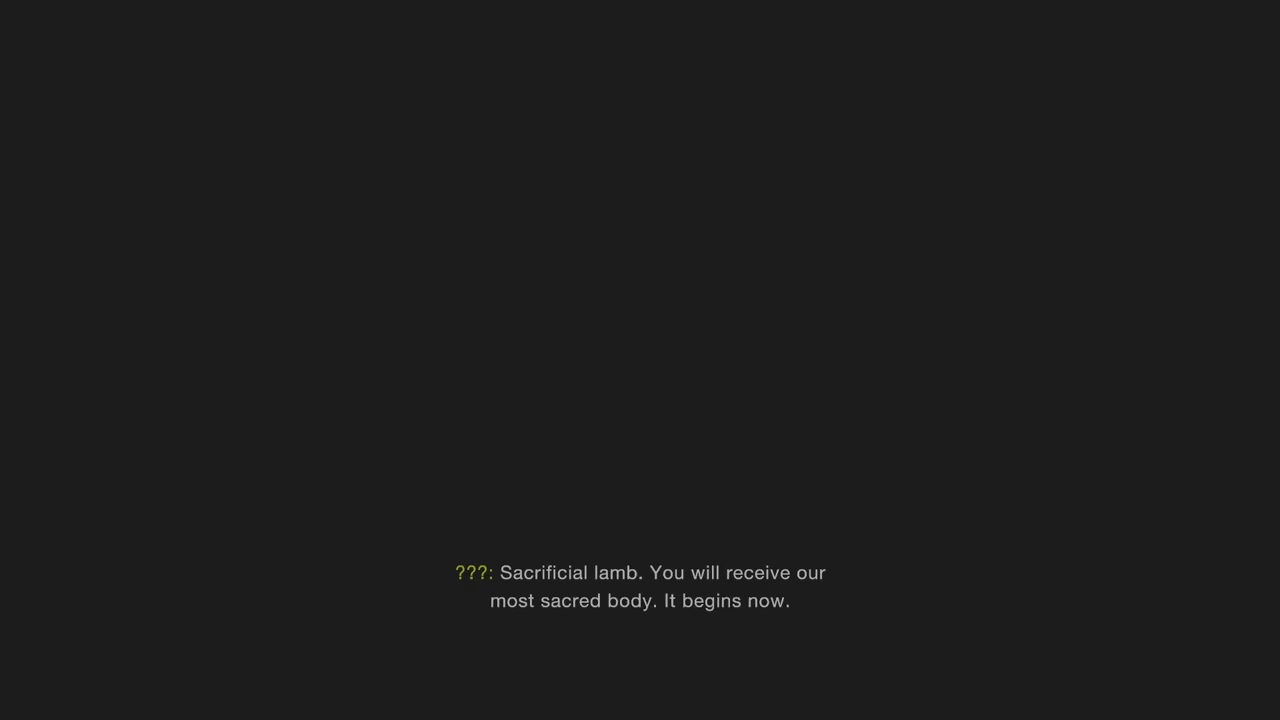 ???: Sacrificial lamb. You will receive our
most sacred body. It begins now.